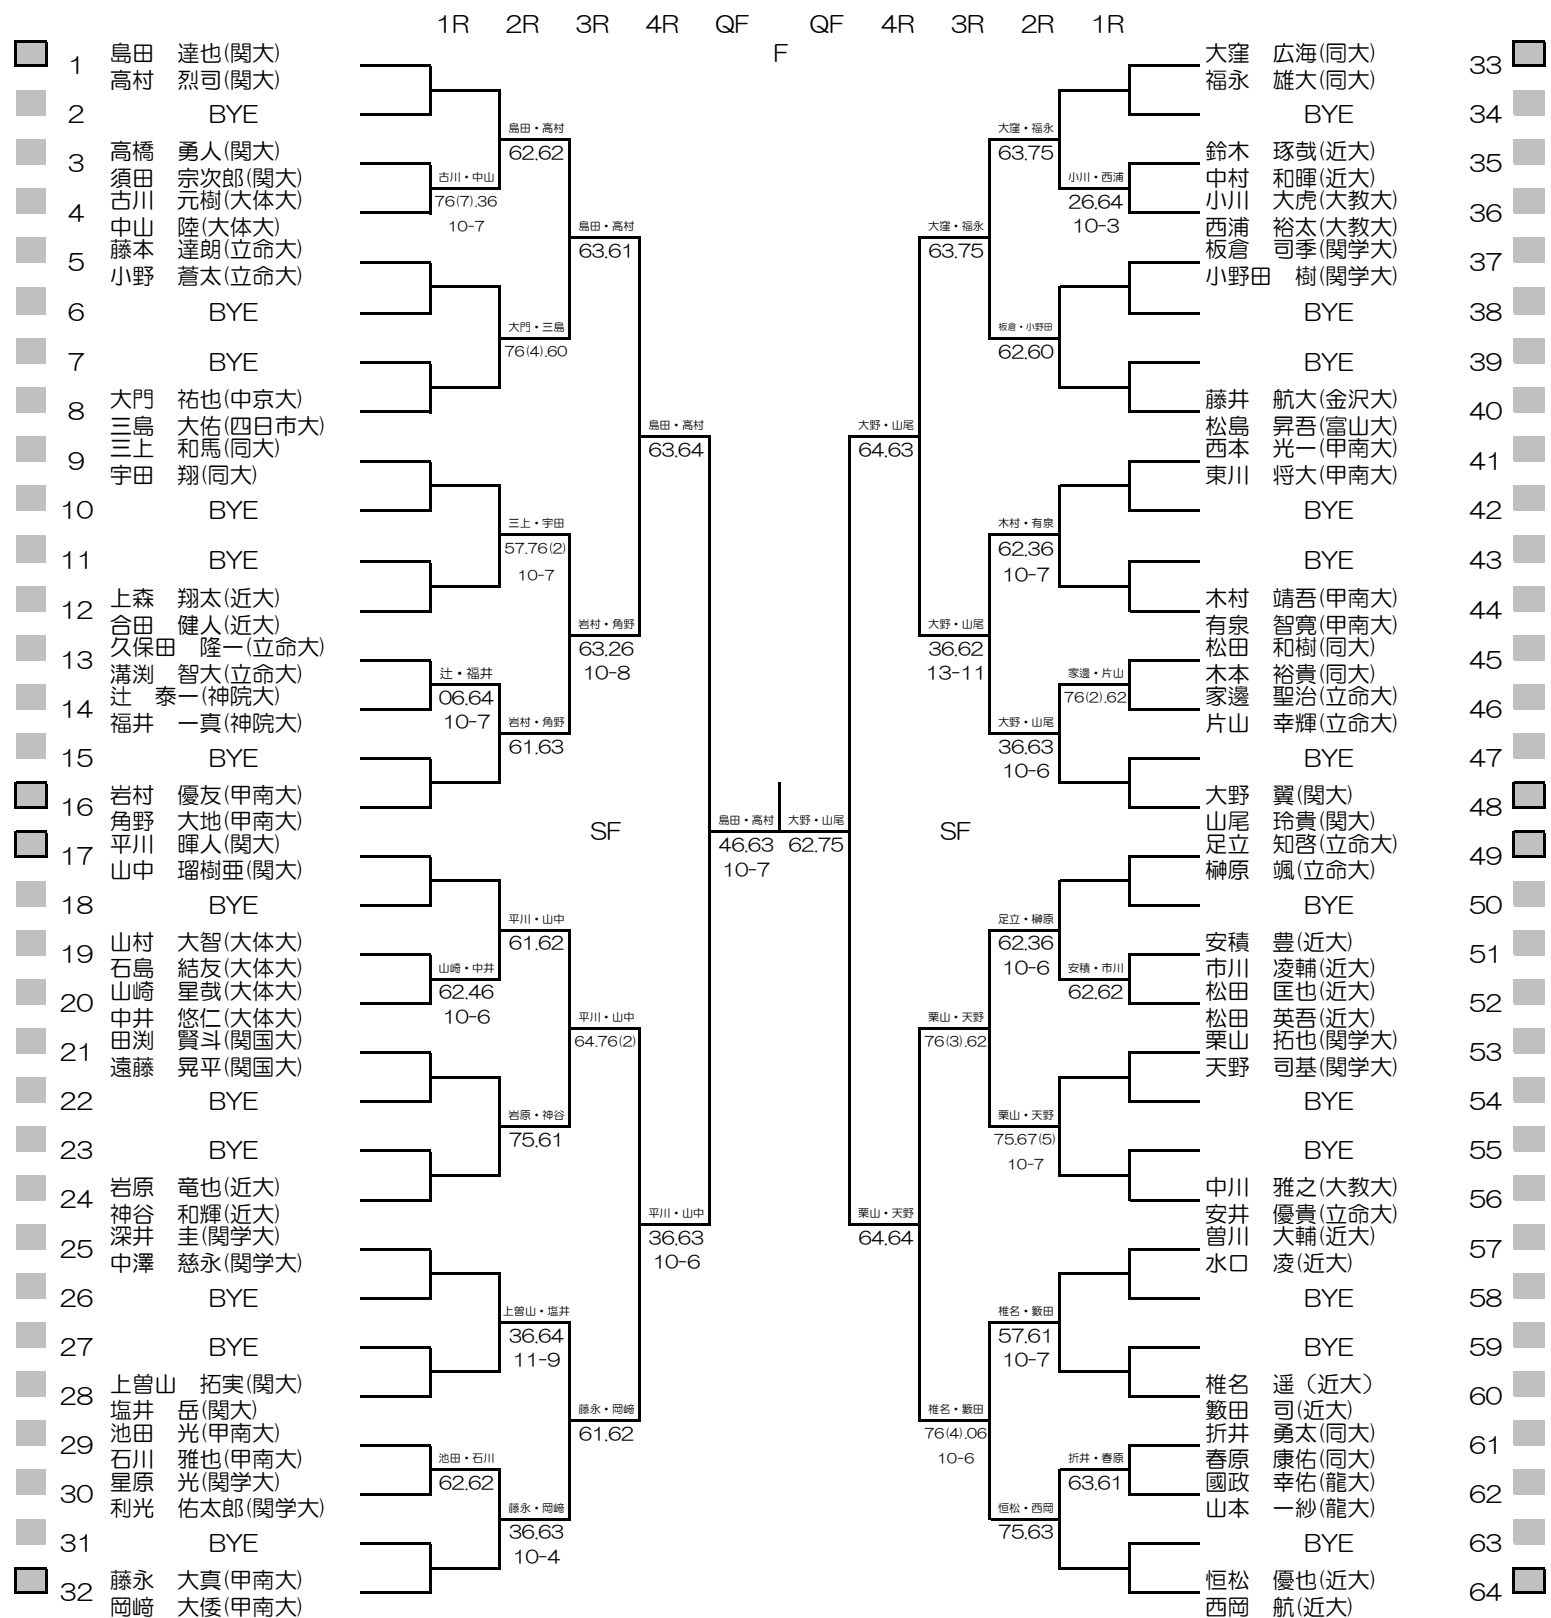 1R 2R 3R 4R QF QF 4R 3R 2R 1R
F
1 島田 達也(関大)
高村 烈司(関大)
2 BYE
3 高橋 勇人(関大)
須田 宗次郎(関大)
4 古川 元樹(大体大)
中山 陸(大体大)
5 藤本 達朗(立命大)
小野 蒼太(立命大)
6 BYE
7 BYE
8 大門 祐也(中京大)
三島 大佑(四日市大)
9 三上 和馬(同大)
宇田 翔(同大)
10 BYE
11 BYE
12 上森 翔太(近大)
合田 健人(近大)
13 久保田 隆一(立命大)
溝渕 智大(立命大)
14 辻 泰一(神院大)
福井 一真(神院大)
15 BYE
16 岩村 優友(甲南大)
角野 大地(甲南大)
17 平川 暉人(関大)
山中 瑠樹亜(関大)
18 BYE
19 山村 大智(大体大)
石島 結友(大体大)
20 山崎 星哉(大体大)
中井 悠仁(大体大)
21 田渕 賢斗(関国大)
遠藤 晃平(関国大)
22 BYE
23 BYE
24 岩原 竜也(近大)
神谷 和輝(近大)
25 深井 圭(関学大)
中澤 慈永(関学大)
26 BYE
27 BYE
28 上曽山 拓実(関大)
塩井 岳(関大)
29 池田 光(甲南大)
石川 雅也(甲南大)
30 星原 光(関学大)
利光 佑太郎(関学大)
31 BYE
32 藤永 大真(甲南大)
岡﨑 大倭(甲南大)
古川・中山
76(7).36
10-7
辻・福井
06.64
10-7
山崎・中井
62.46
10-6
池田・石川
62.62
島田・高村
62.62
大門・三島
76(4).60
三上・宇田
57.76(2)
10-7
岩村・角野
61.63
平川・山中
61.62
岩原・神谷
75.61
上曽山・塩井
36.64
11-9
藤永・岡﨑
36.63
10-4
島田・高村
63.61
岩村・角野
63.26
10-8
平川・山中
64.76(2)
藤永・岡﨑
61.62
島田・高村
63.64
平川・山中
36.63
10-6
SF
島田・高村
46.63
10-7
大野・山尾
62.75
SF
大野・山尾
64.63
栗山・天野
64.64
大窪・福永
63.75
大野・山尾
36.62
13-11
栗山・天野
76(3).62
椎名・籔田
76(4).06
10-6
大窪・福永
63.75
板倉・小野田
62.60
木村・有泉
62.36
10-7
大野・山尾
36.63
10-6
足立・榊原
62.36
10-6
栗山・天野
75.67(5)
10-7
椎名・籔田
57.61
10-7
恒松・西岡
75.63
小川・西浦
26.64
10-3
家邊・片山
76(2).62
安積・市川
62.62
折井・春原
63.61
大窪 広海(同大) 33
福永 雄大(同大)
BYE 34
鈴木 琢哉(近大) 35
中村 和暉(近大)
小川 大虎(大教大) 36
西浦 裕太(大教大)
板倉 司季(関学大) 37
小野田 樹(関学大)
BYE 38
BYE 39
藤井 航大(金沢大) 40
松島 昇吾(富山大)
西本 光一(甲南大) 41
東川 将大(甲南大)
BYE 42
BYE 43
木村 靖吾(甲南大) 44
有泉 智寛(甲南大)
松田 和樹(同大) 45
木本 裕貴(同大)
家邊 聖治(立命大) 46
片山 幸輝(立命大)
BYE 47
大野 翼(関大) 48
山尾 玲貴(関大)
足立 知啓(立命大) 49
榊原 颯(立命大)
BYE 50
安積 豊(近大) 51
市川 凌輔(近大)
松田 匡也(近大) 52
松田 英吾(近大)
栗山 拓也(関学大) 53
天野 司基(関学大)
BYE 54
BYE 55
中川 雅之(大教大) 56
安井 優貴(立命大)
曽川 大輔(近大) 57
水口 凌(近大)
BYE 58
BYE 59
椎名 遥（近大） 60
籔田 司(近大)
折井 勇太(同大) 61
春原 康佑(同大)
國政 幸佑(龍大) 62
山本 一紗(龍大)
BYE 63
恒松 優也(近大) 64
西岡 航(近大)